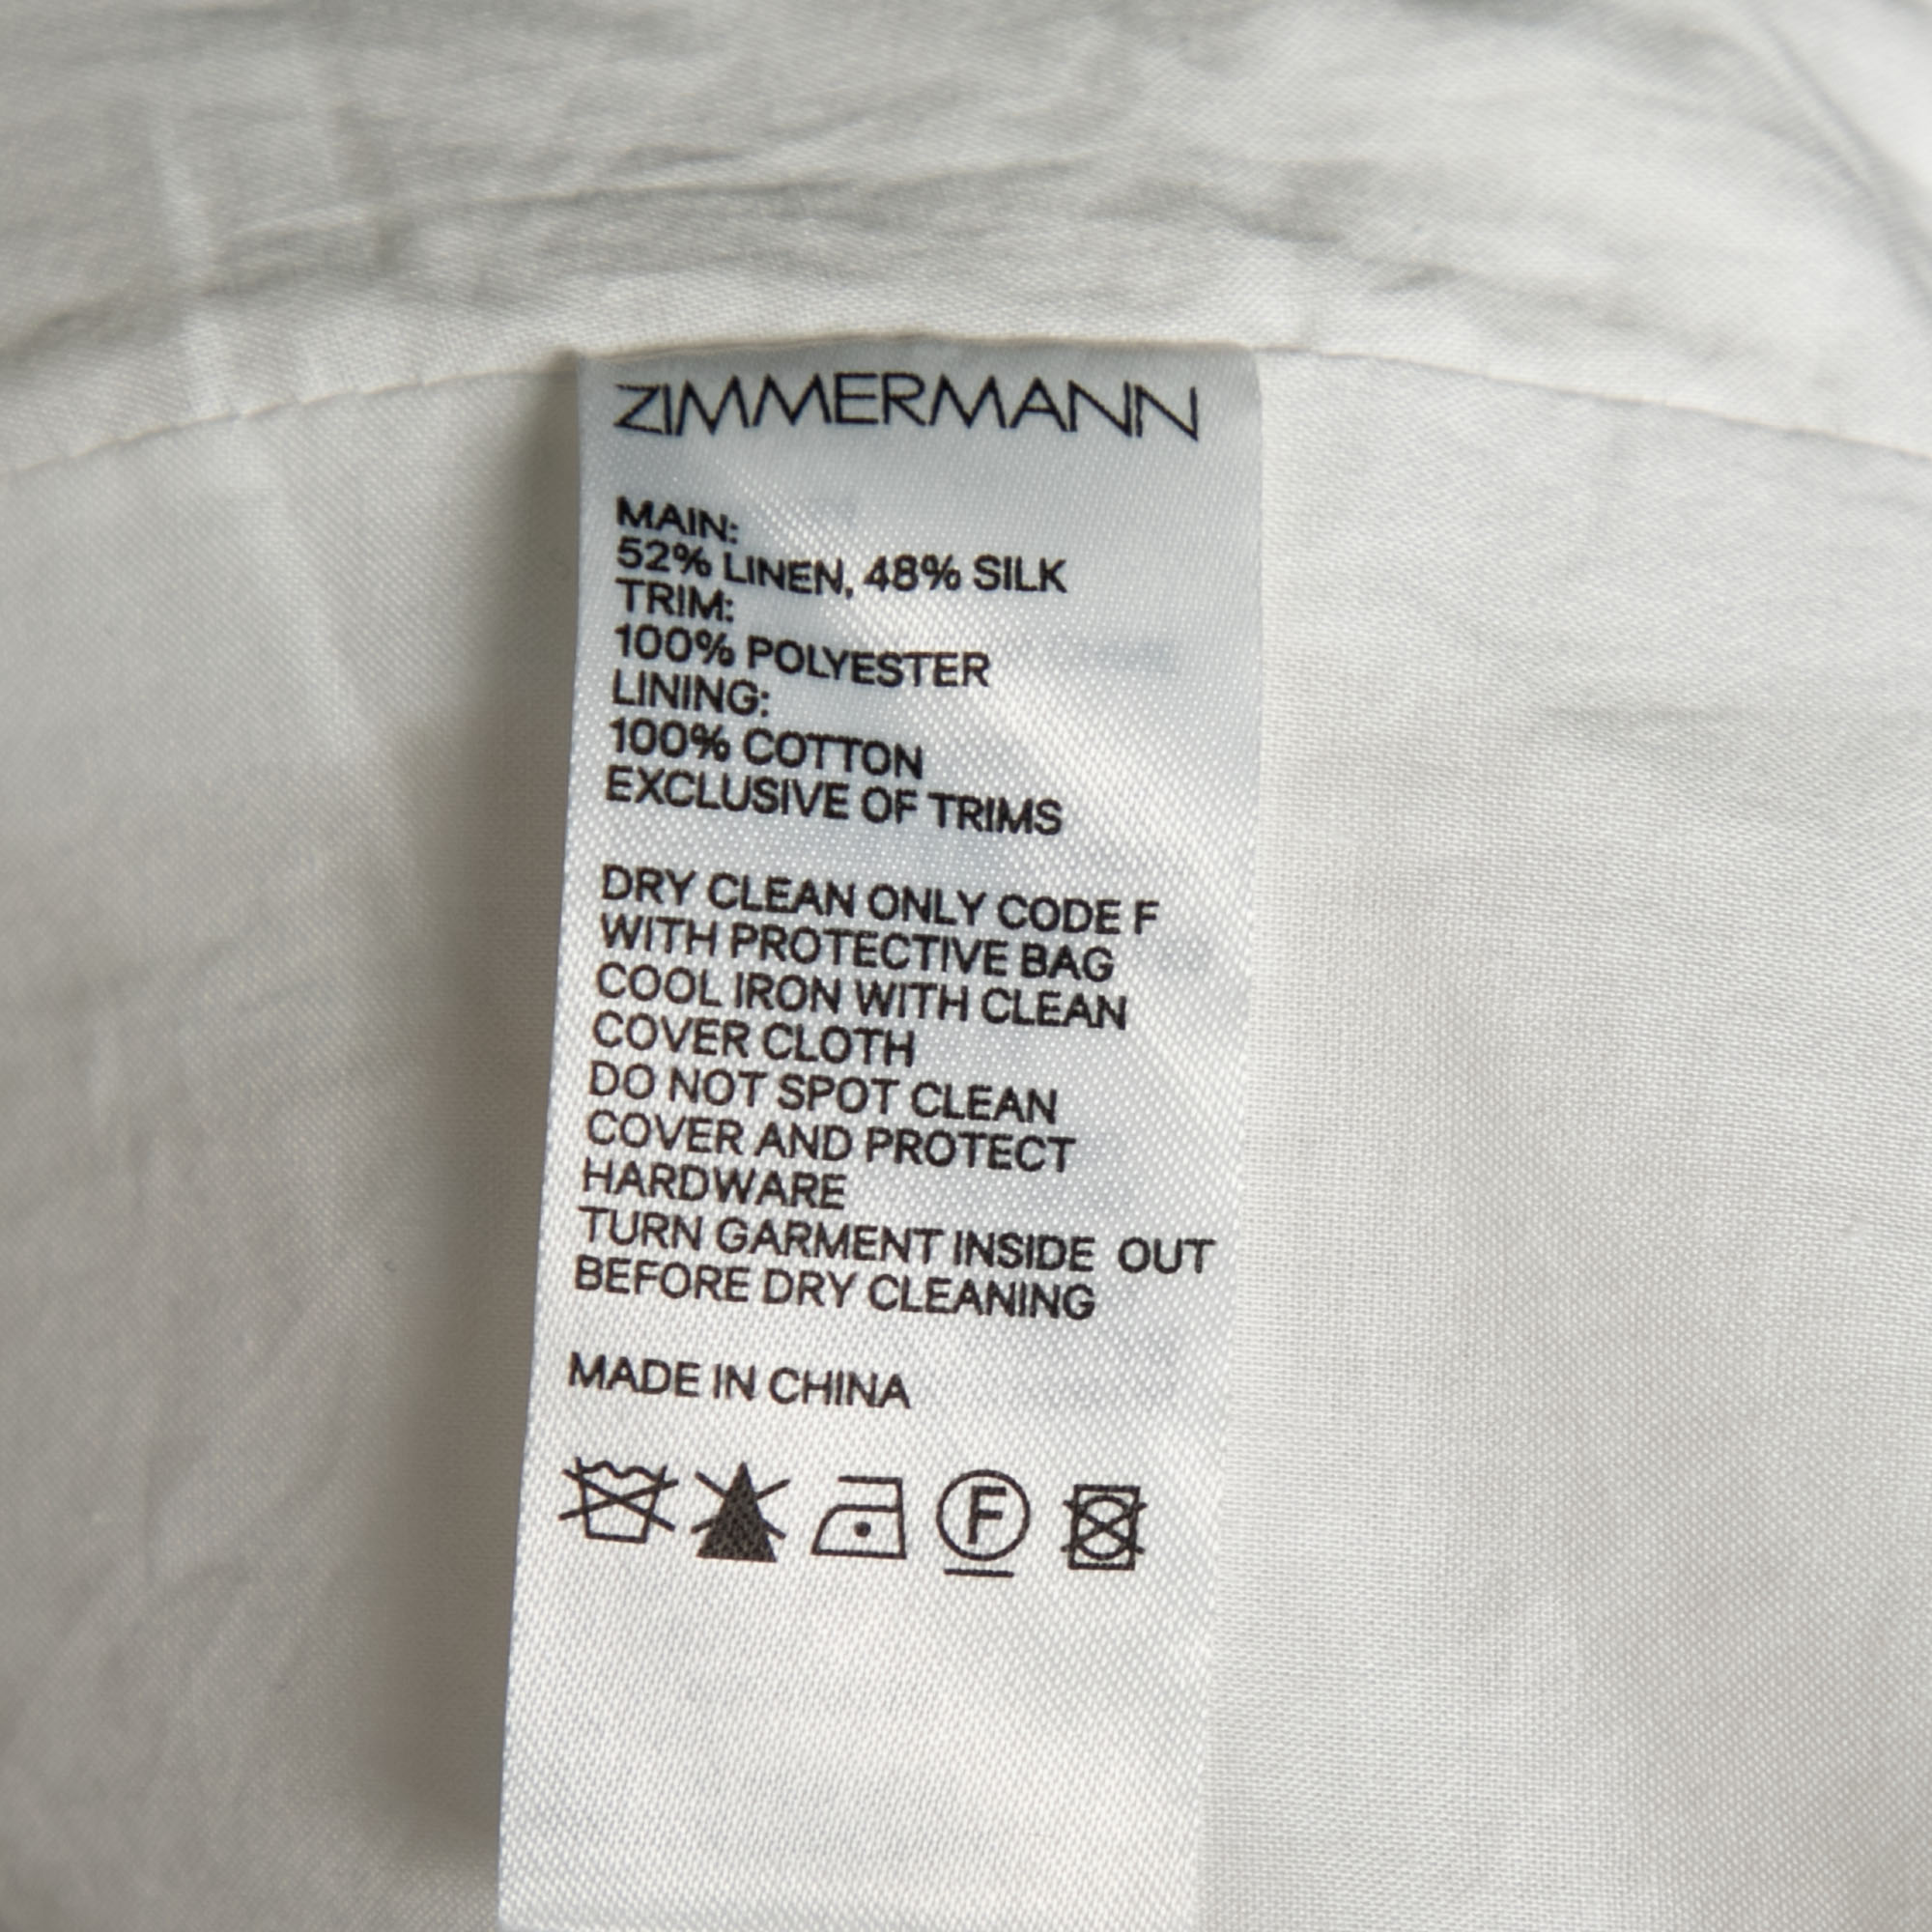 ZIMMERMANN
MAIN:
52% LINEN, 48% SILK
TRIM:
100% POLYESTER
LINING:
100% COTTON
EXCLUSIVE OF TRIMS
DRY CLEAN ONLY CODE F
WITH PROTECTIVE BAG
COOL IRON WITH CLEAN
COVER CLOTH
DO NOT SPOT CLEAN
COVER AND PROTECT
HARDWARE
TURN GARMENT INSIDE OUT
BEFORE DRY CLEANING
MADE IN CHINA
F